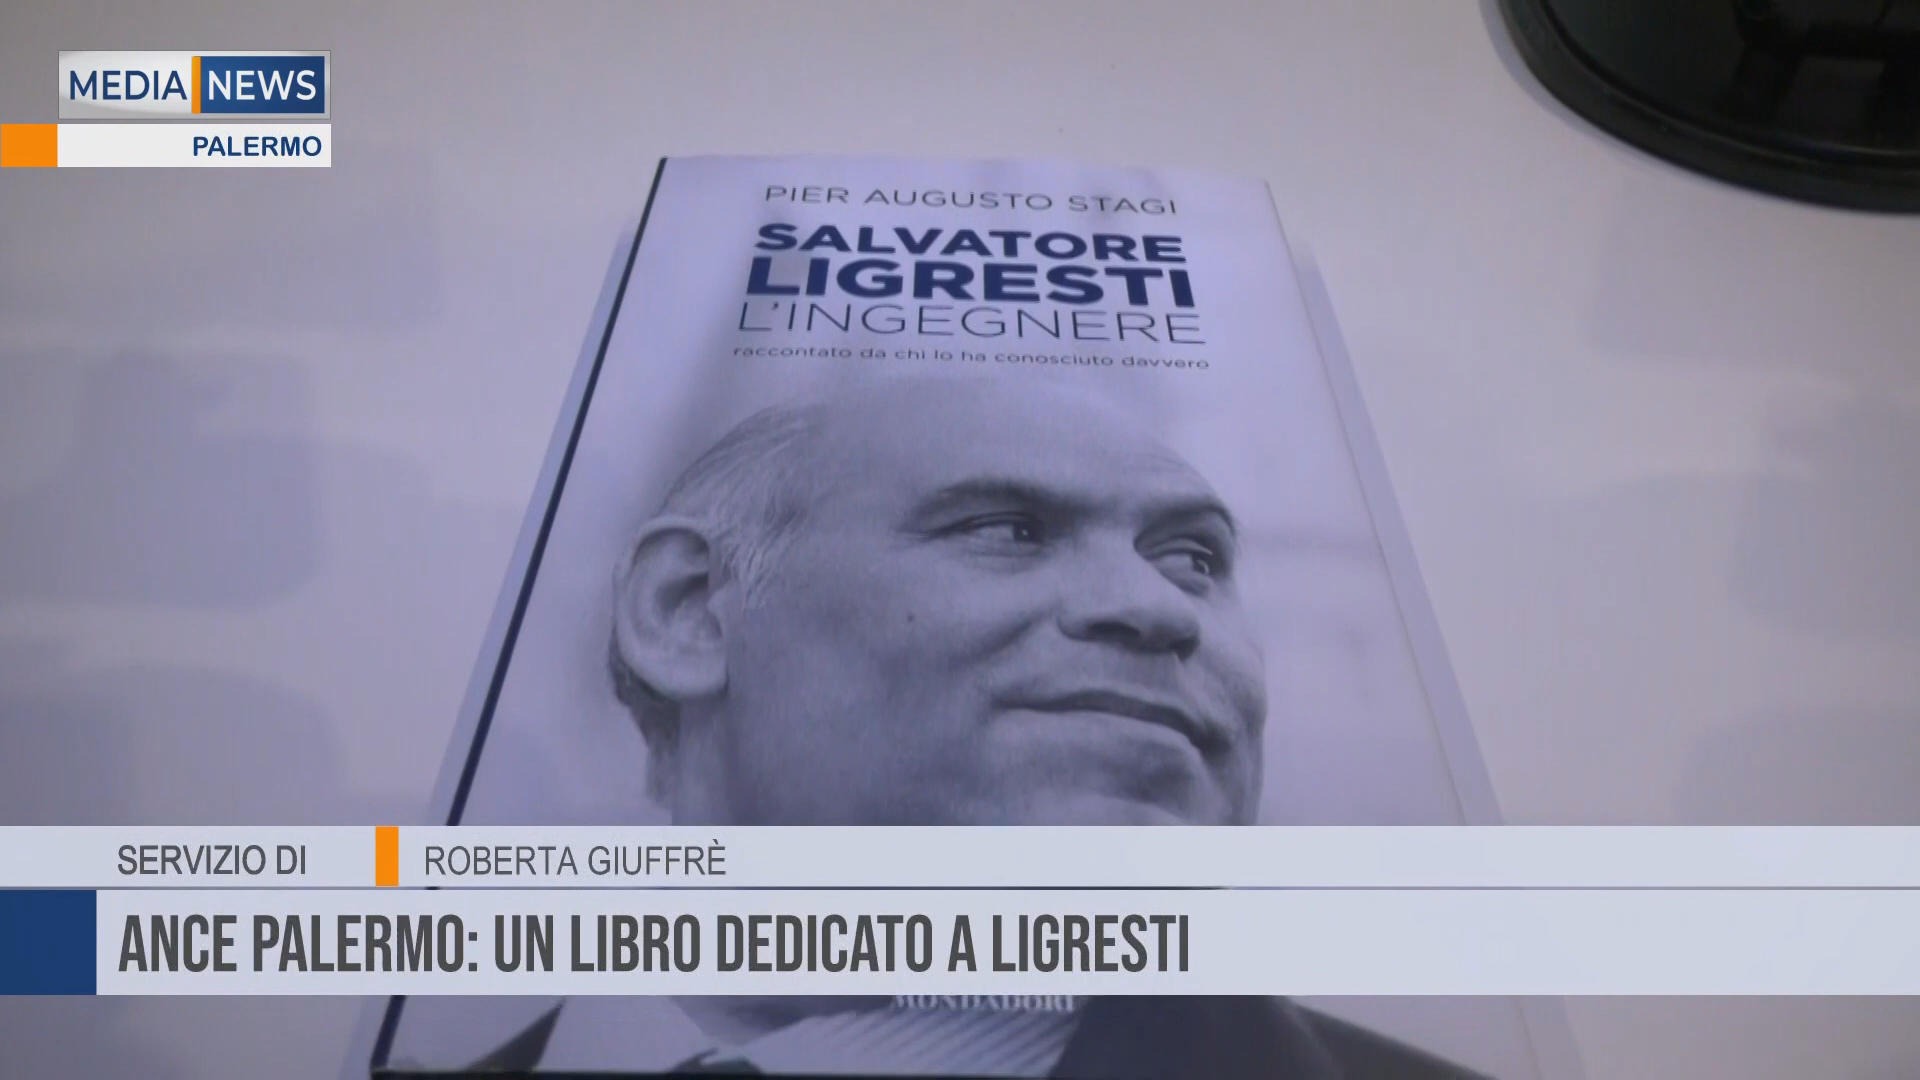 MEDIA NEWS
PALERMO
PIER AUGUSTO STAGI
SALVATORE
LIGRESTI
L'INGEGNERE
raccontato da chi lo ha conosciuto davvero
SERVIZIO DI ROBERTA GIUFFRÈ
ANCE PALERMO: UN LIBRO DEDICATO A LIGRESTI
MONDADORI